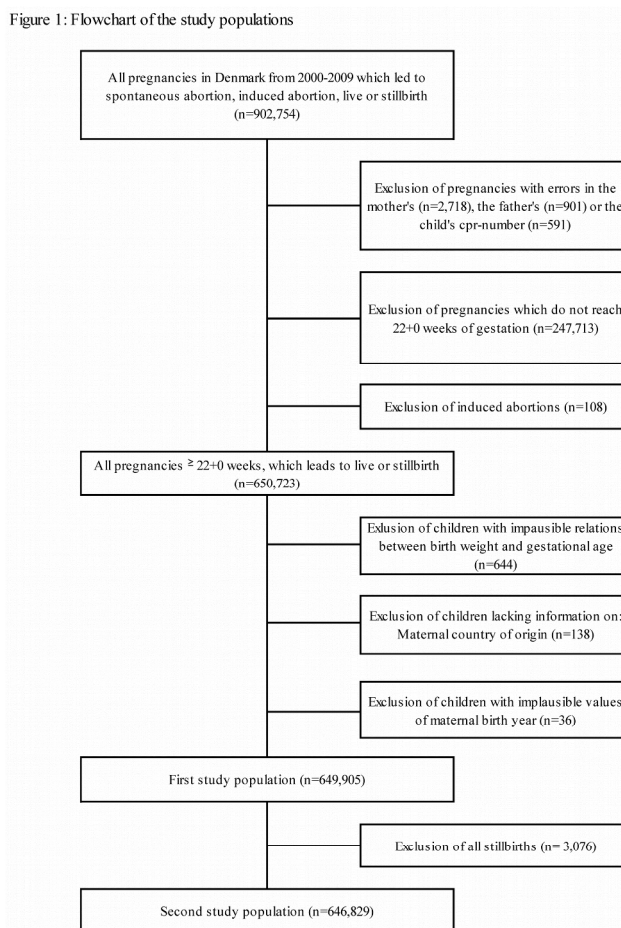 Figure 1: Flowchart of the study populations
All pregnancies in Denmark from 2000-2009 which led to
spontaneous abortion, induced abortion, live or stillbirth
(n=902,754)
Exclusion of pregnancies with errors in the
mother's (n=2,718), the father's (n=901) or the
child's cpr-number (n=591)
Exclusion of pregnancies which do not reach
22+0 weeks of gestation (n=247,713)
Exclusion of induced abortions (n=108)
All pregnancies ≥ 22+0 weeks, which leads to live or stillbirth
(n=650,723)
Exlusion of children with impausible relations
between birth weight and gestational age
(n=644)
Exclusion of children lacking information on:
Maternal country of origin (n=138)
Exclusion of children with implausible values
of maternal birth year (n=36)
First study population (n=649,905)
Exclusion of all stillbirths (n= 3,076)
Second study population (n=646,829)